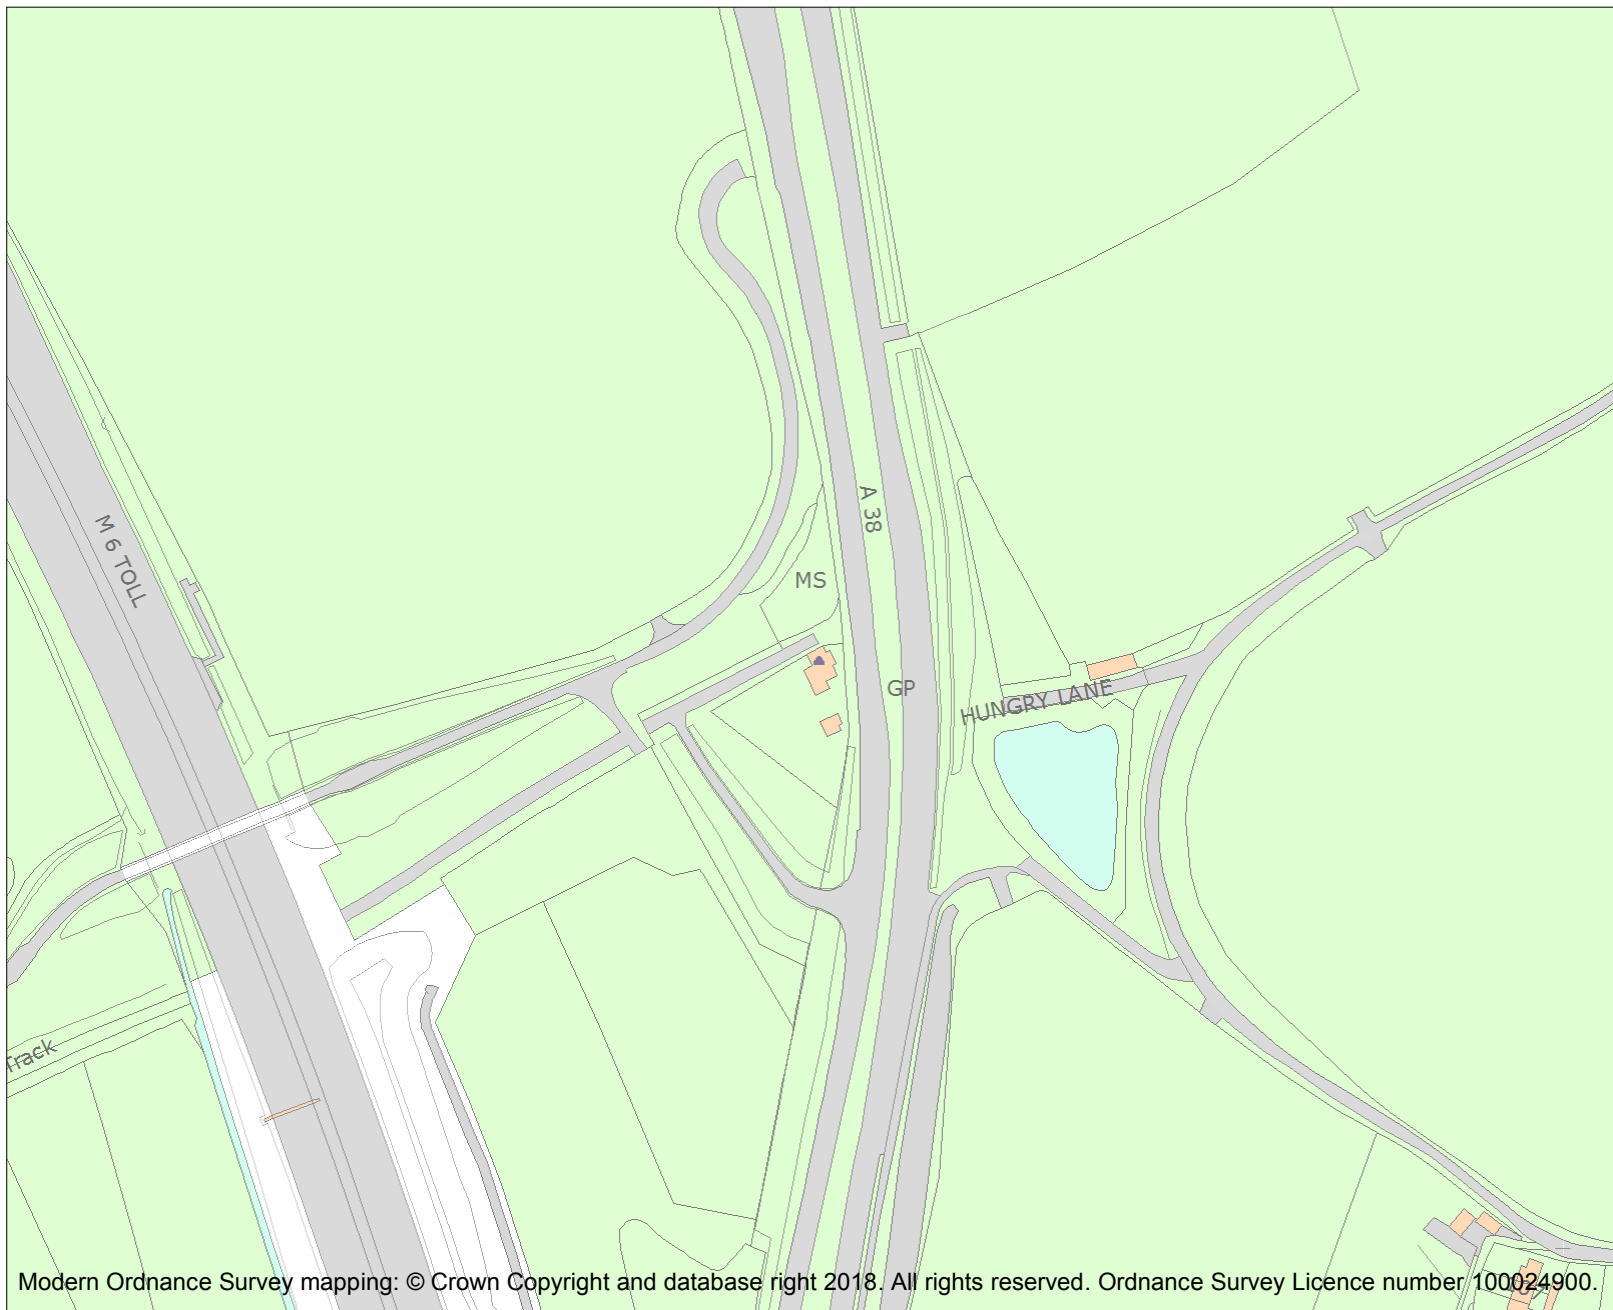 A 38
M 6 TOLL
MS
GP
HUNGRY LANE
Track
Modern Ordnance Survey mapping: © Crown Copyright and database right 2018. All rights reserved. Ordnance Survey Licence number 100024900.